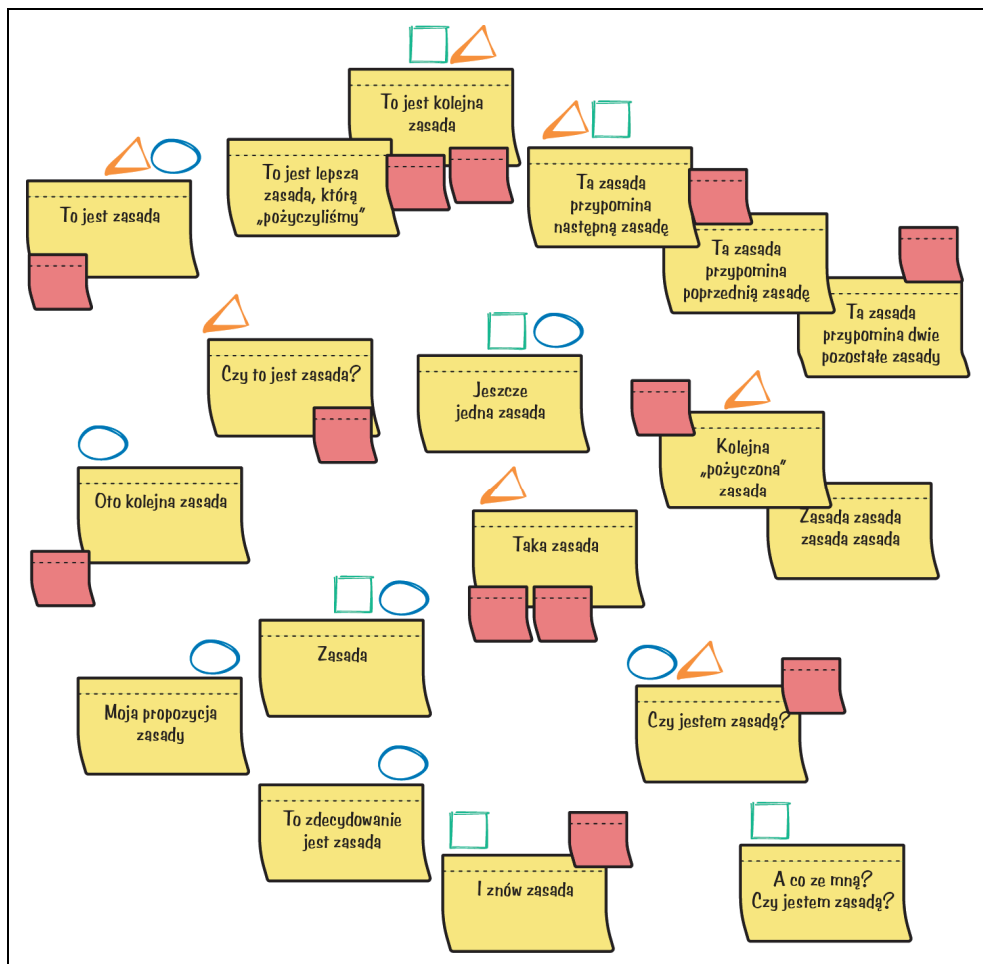 To jest kolejna
zasada
To jest lepsza
zasada, którą
„pożyczyliśmy”
Ta zasada
przypomina
następną zasadę
To jest zasada
Ta zasada
przypomina
poprzednią zasadę
Ta zasada
przypomina dwie
pozostałe zasady
Czy to jest zasada?
Jeszcze
jedna zasada
Kolejna
„pożyczona”
zasada
Oto kolejna zasada
Zasada zasada
zasada zasada
Taka zasada
Zasada
Moja propozycja
zasady
Czy jestem zasadą?
To zdecydowanie
jest zasada
I znów zasada
A co ze mną?
Czy jestem zasadą?